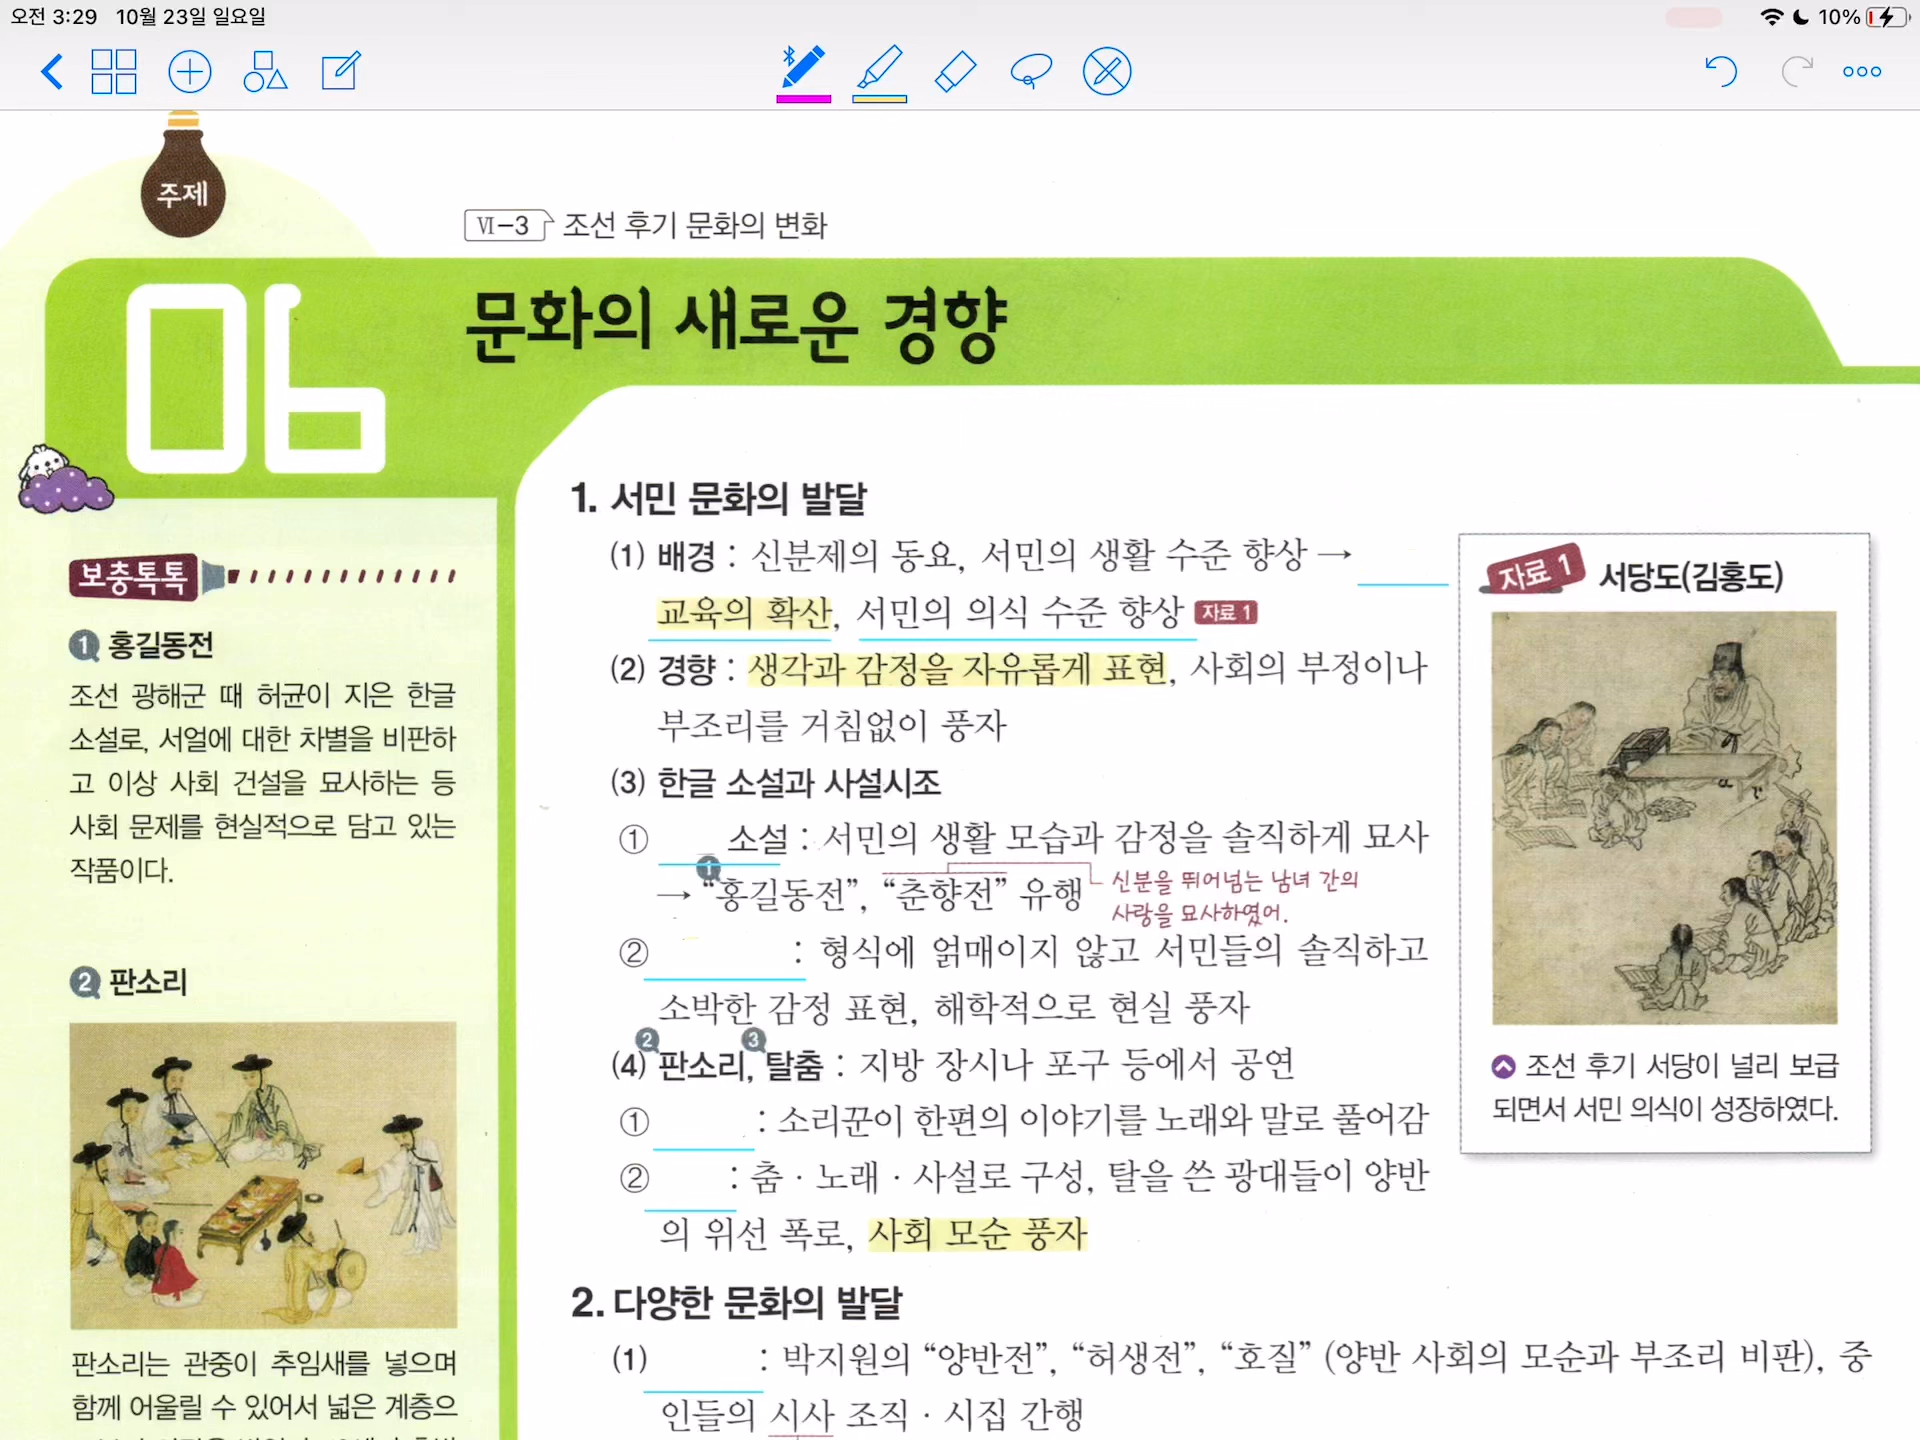 오전 3:29 10월 23일 일요일
10%
주제
Ⅵ-3 조선 후기 문화의 변화
06
문화의 새로운 경향
보충톡톡
1 홍길동전
조선 광해군 때 허균이 지은 한글
소설로, 서얼에 대한 차별을 비판하
고 이상 사회 건설을 묘사하는 등
사회 문제를 현실적으로 담고 있는
작품이다.
2 판소리
판소리는 관중이 추임새를 넣으며
함께 어울릴 수 있어서 넓은 계층으
1. 서민 문화의 발달
(1) 배경 : 신분제의 동요, 서민의 생활 수준 향상 →
교육의 확산, 서민의 의식 수준 향상 자료 1
(2) 경향 : 생각과 감정을 자유롭게 표현, 사회의 부정이나
부조리를 거침없이 풍자
(3) 한글 소설과 사설시조
① 소설 : 서민의 생활 모습과 감정을 솔직하게 묘사
1
→ “홍길동전”, “춘향전” 유행
신분을 뛰어넘는 남녀 간의
사랑을 묘사하였어.
② : 형식에 얽매이지 않고 서민들의 솔직하고
소박한 감정 표현, 해학적으로 현실 풍자
2 3
(4) 판소리, 탈춤 : 지방 장시나 포구 등에서 공연
① : 소리꾼이 한편의 이야기를 노래와 말로 풀어감
② : 춤 · 노래 · 사설로 구성, 탈을 쓴 광대들이 양반
의 위선 폭로, 사회 모순 풍자
2. 다양한 문화의 발달
(1) : 박지원의 “양반전”, “허생전”, “호질” (양반 사회의 모순과 부조리 비판), 중
인들의 시사 조직 · 시집 간행
자료 1 서당도(김홍도)
조선 후기 서당이 널리 보급
되면서 서민 의식이 성장하였다.